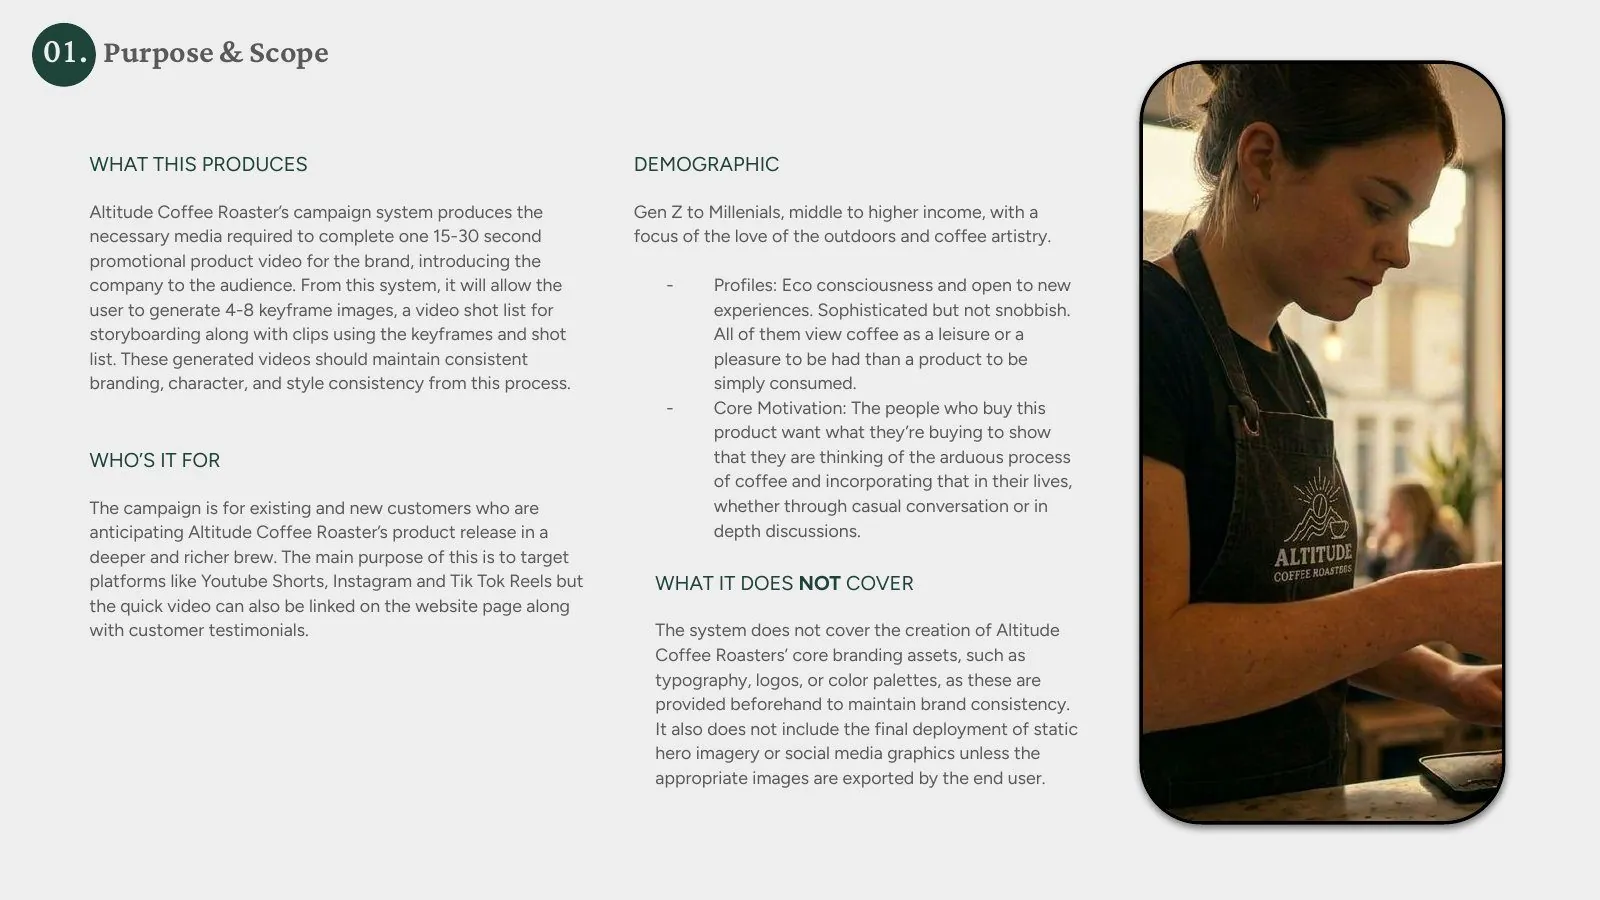 01. Purpose & Scope
WHAT THIS PRODUCES
Altitude Coffee Roaster’s campaign system produces the
necessary media required to complete one 15-30 second
promotional product video for the brand, introducing the
company to the audience. From this system, it will allow the
user to generate 4-8 keyframe images, a video shot list for
storyboarding along with clips using the keyframes and shot
list. These generated videos should maintain consistent
branding, character, and style consistency from this process.
WHO’S IT FOR
The campaign is for existing and new customers who are
anticipating Altitude Coffee Roaster’s product release in a
deeper and richer brew. The main purpose of this is to target
platforms like Youtube Shorts, Instagram and Tik Tok Reels but
the quick video can also be linked on the website page along
with customer testimonials.
DEMOGRAPHIC
Gen Z to Millenials, middle to higher income, with a
focus of the love of the outdoors and coffee artistry.
- Profiles: Eco consciousness and open to new
experiences. Sophisticated but not snobbish.
All of them view coffee as a leisure or a
pleasure to be had than a product to be
simply consumed.
- Core Motivation: The people who buy this
product want what they’re buying to show
that they are thinking of the arduous process
of coffee and incorporating that in their lives,
whether through casual conversation or in
depth discussions.
WHAT IT DOES NOT COVER
The system does not cover the creation of Altitude
Coffee Roasters’ core branding assets, such as
typography, logos, or color palettes, as these are
provided beforehand to maintain brand consistency.
It also does not include the final deployment of static
hero imagery or social media graphics unless the
appropriate images are exported by the end user.
ALTITUDE
COFFEE ROASTERS